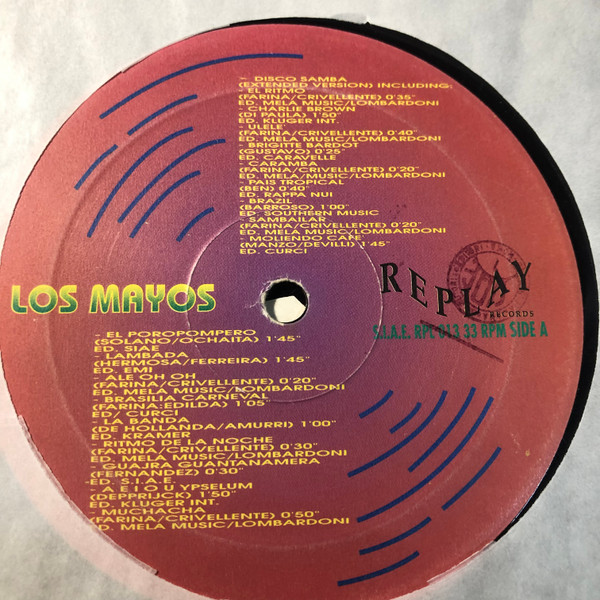 - DISCO SAMBA
(EXTENDED VERSION) INCLUDING:
- EL RITMO
(FARINA/CRIVELLENTE) 0'35"
ED. MELA MUSIC/LOMBARDONI
- CHARLIE BROWN
(DI PAULA) 1'50"
ED. KLUGER INT.
- ULELE'
(FARINA/CRIVELLENTE) 0'40"
ED. MELA MUSIC/LOMBARDONI
- BRIGITTE BARDOT
(GUSTAVO) 0'25"
ED. CARAVELLE
- CARAMBA
(FARINA/CRIVELLENTE) 0'20"
ED. MELA/MUSIC/LOMBARDONI
- PAIS TROPICAL
(BEN) 0'40"
ED. RAPPA NUI
- BRAZIL
(BARROSO) 1'00"
ED. SOUTHERN MUSIC
- SAMBAILAR
(FARINA/CRIVELLENTE) 0'20"
ED. MELA MUSIC/LOMBARDONI
- MOLIENDO CAFE'
(MANZO/DEVILLI) 1'45"
ED. CURCI
LOS MAYOS
REPLAY
RECORDS
S.I.A.E. RPL 013 33 RPM SIDE A
- EL POROPOMPERO
(SOLANO/OCHAITA) 1'45"
ED. SIAE
- LAMBADA
(HERMOSA/FERREIRA) 1'45"
ED. EMI
- ALE OH OH
(FARINA/CRIVELLENTE) 0'20"
ED. MELA MUSIC/LOMBARDONI
- BRASILIA CARNEVAL
(FARINA EDILDA) 1'05"
ED/ CURCI
- LA BANDA
(DE HOLLANDA/AMURRI) 1'00"
ED. KRAMER
- RITMO DE LA NOCHE
(FARINA/CRIVELLENTE) 0'30"
ED. MELA MUSIC/LOMBARDONI
- GUAJRA GUANTANAMERA
(FERNANDEZ) 0'30"
-ED. S.I.A.E.
- A E I O U YPSELUM
(DEPPRIJCK) 1'50"
ED. KLUGER INT.
- MUCHACHA
(FARINA/CRIVELLENTE) 0'50"
ED. MELA MUSIC/LOMBARDONI